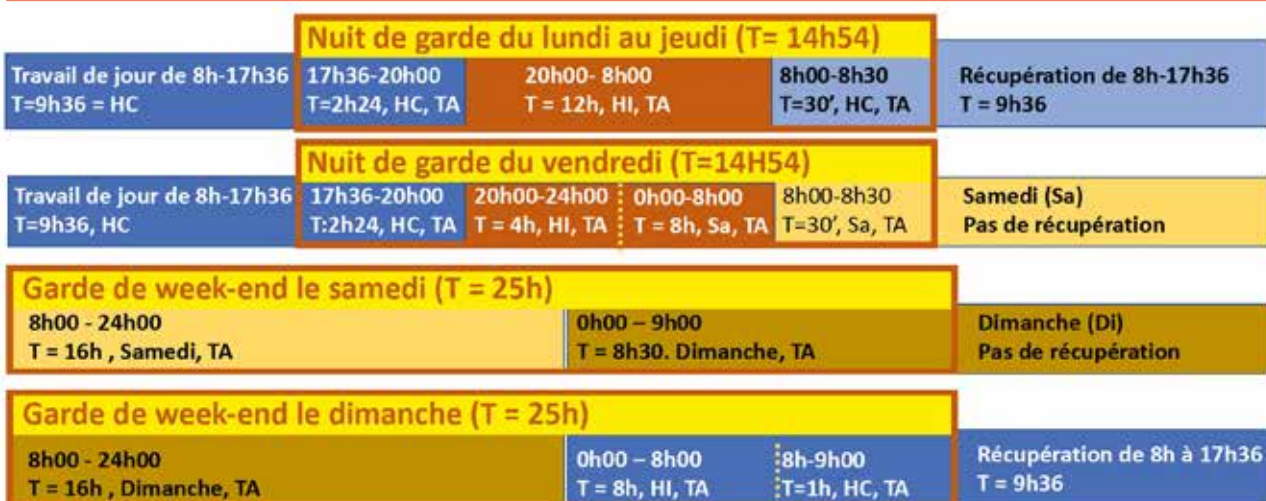 Nuit de garde du lundi au jeudi (T= 14h54)
Travail de jour de 8h-17h36
T=9h36 = HC
17h36-20h00
T=2h24, HC, TA
20h00- 8h00
T = 12h, HI, TA
8h00-8h30
T=30’, HC, TA
Récupération de 8h-17h36
T = 9h36
Nuit de garde du vendredi (T=14H54)
Travail de jour de 8h-17h36
T=9h36, HC
17h36-20h00
T:2h24, HC, TA
20h00-24h00
T = 4h, HI, TA
0h00-8h00
T = 8h, Sa, TA
8h00-8h30
T=30’, Sa, TA
Samedi (Sa)
Pas de récupération
Garde de week-end le samedi (T = 25h)
8h00 - 24h00
T = 16h , Samedi, TA
0h00 – 9h00
T = 8h30. Dimanche, TA
Dimanche (Di)
Pas de récupération
Garde de week-end le dimanche (T = 25h)
8h00 - 24h00
T = 16h , Dimanche, TA
0h00 – 8h00
T = 8h, HI, TA
8h-9h00
T=1h, HC, TA
Récupération de 8h à 17h36
T = 9h36